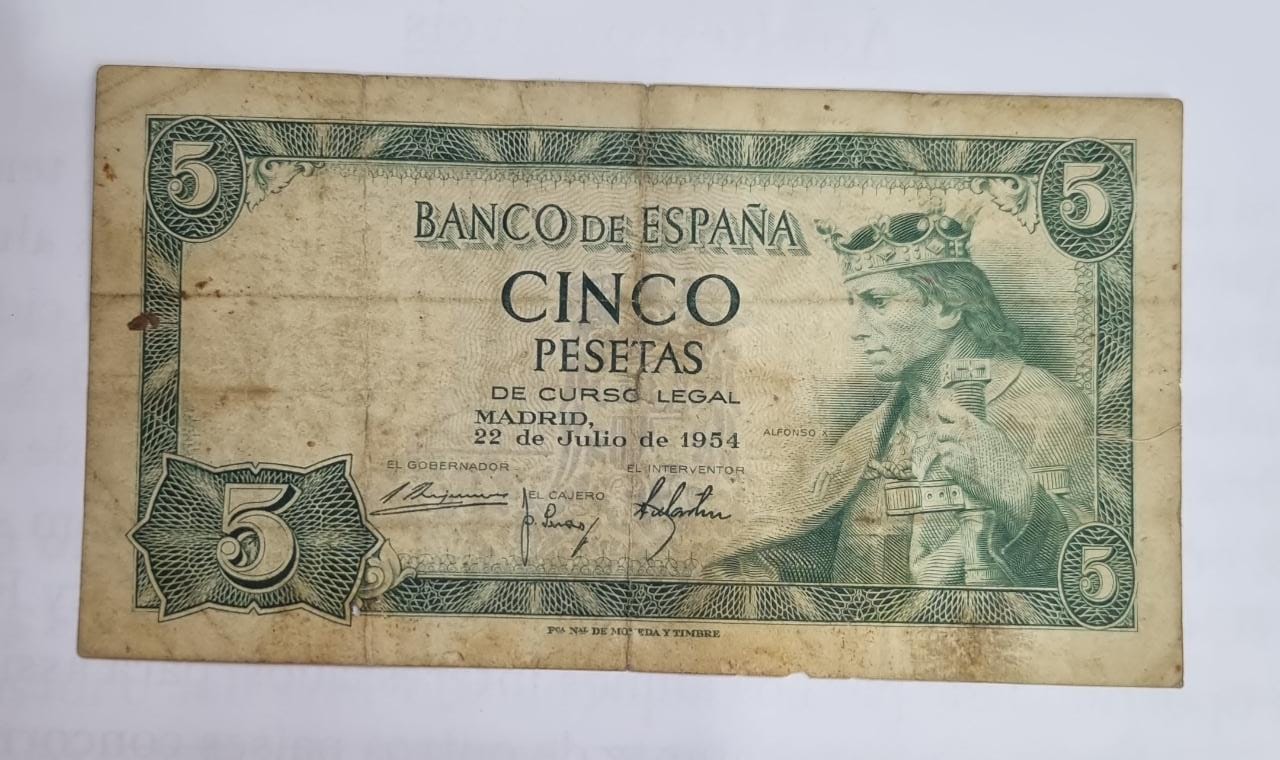 5 5
BANCO DE ESPAÑA
CINCO
PESETAS
DE CURSO LEGAL
MADRID,
22 de Julio de 1954
ALFONSO X
EL GOBERNADOR EL INTERVENTOR
EL CAJERO
5 5
FCA NAL DE MONEDA Y TIMBRE